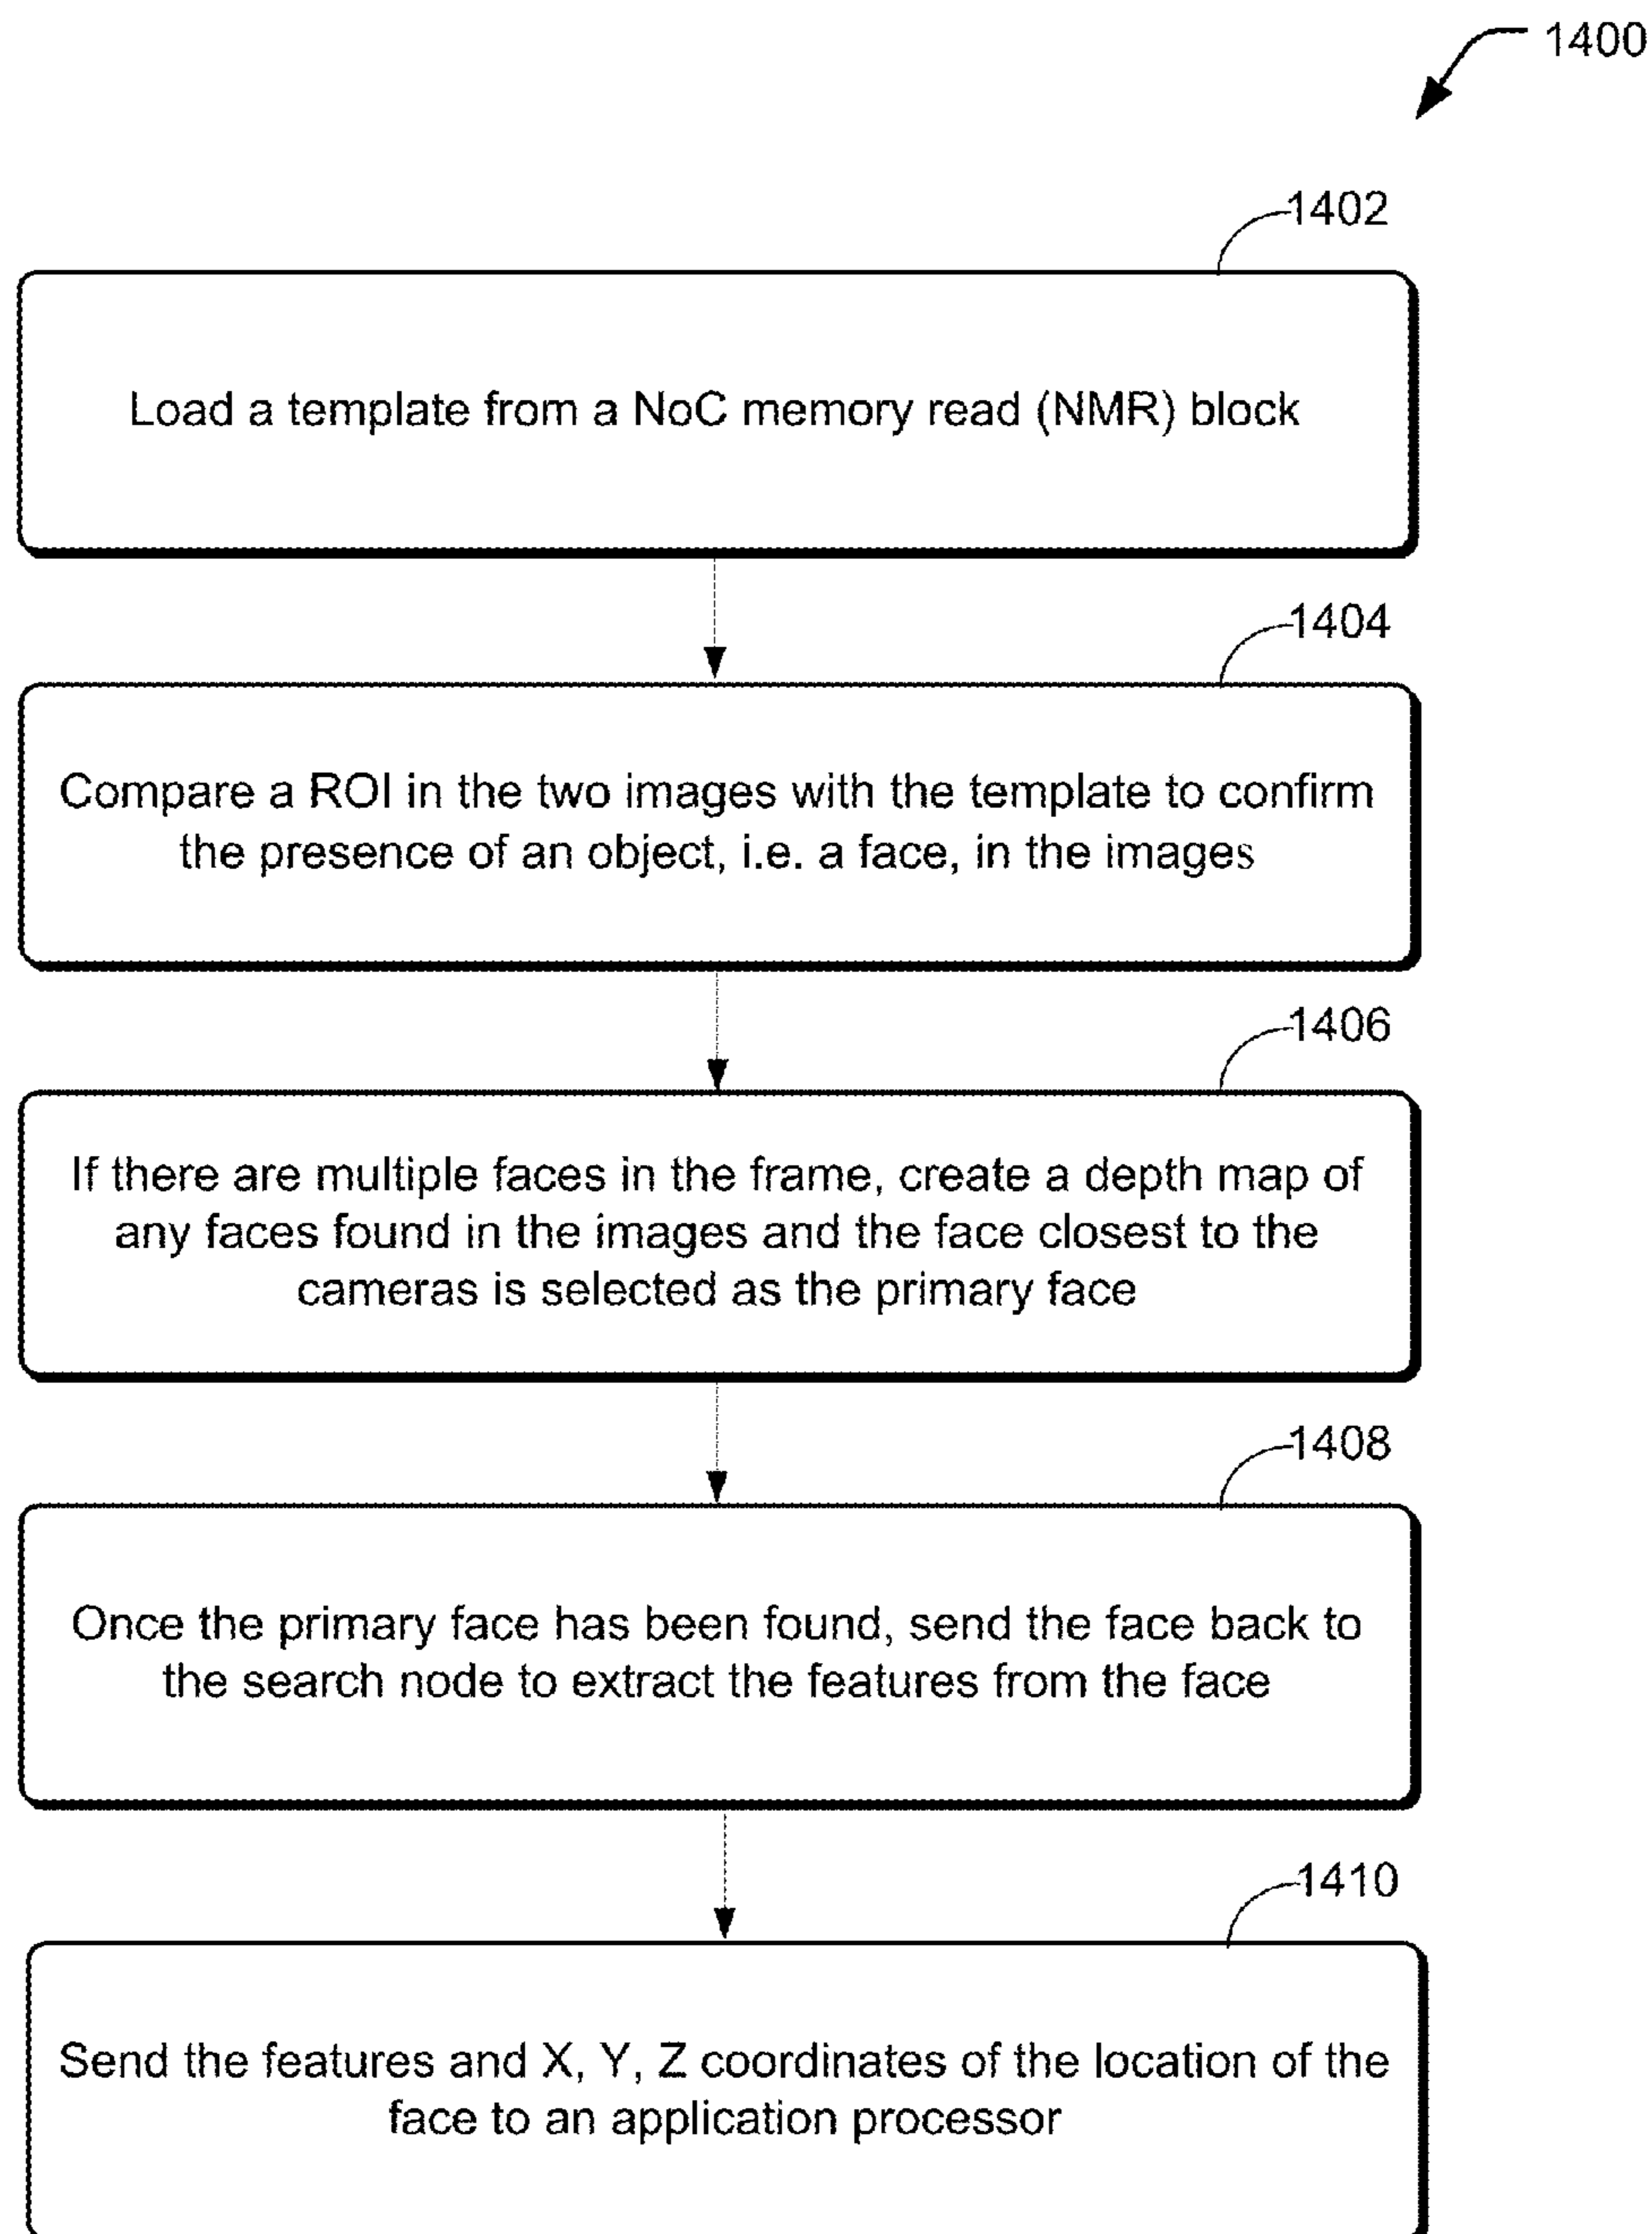 1400
1402
Load a template from a NoC memory read (NMR) block
1404
Compare a ROI in the two images with the template to confirm
the presence of an object, i.e. a face, in the images
1406
If there are multiple faces in the frame, create a depth map of
any faces found in the images and the face closest to the
cameras is selected as the primary face
1408
Once the primary face has been found, send the face back to
the search node to extract the features from the face
1410
Send the features and X, Y, Z coordinates of the location of the
face to an application processor